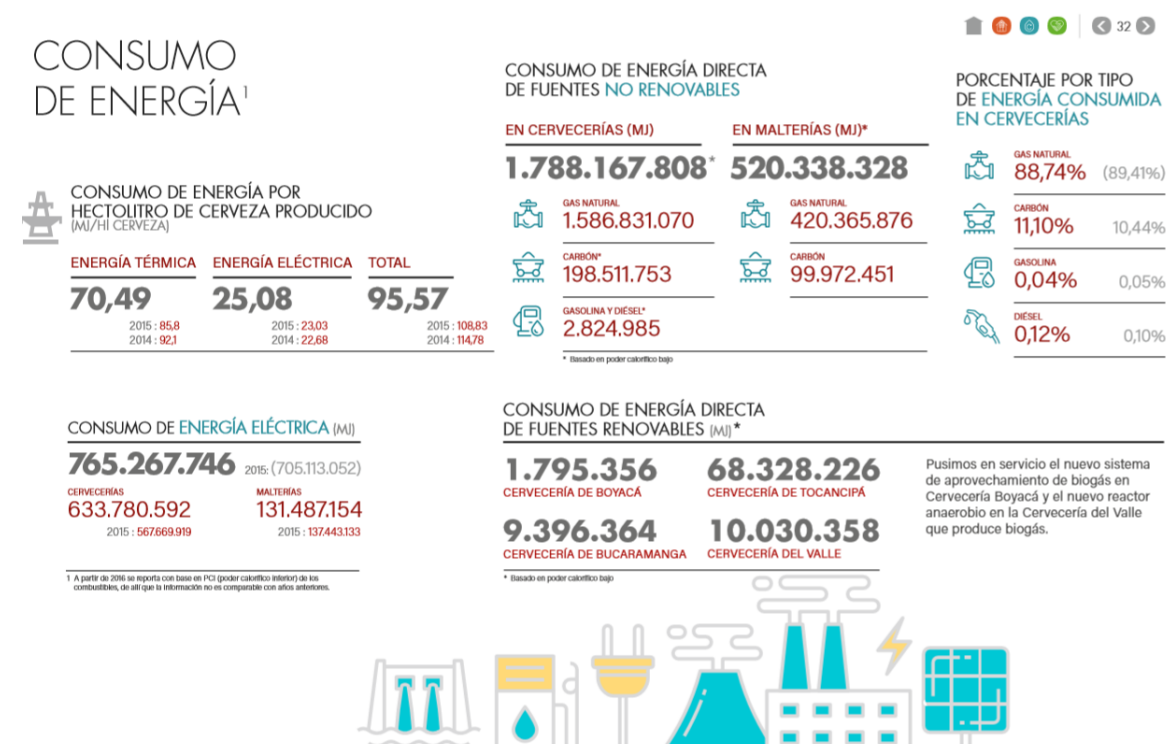 32
CONSUMO
DE ENERGÍA¹
CONSUMO DE ENERGÍA POR
HECTOLITRO DE CERVEZA PRODUCIDO
(MJ/Hl CERVEZA)
ENERGÍA TÉRMICA
70,49
2015 : 85,8
2014 : 92,1
ENERGÍA ELÉCTRICA
25,08
2015 : 23,03
2014 : 22,68
TOTAL
95,57
2015 : 108,83
2014 : 114,78
CONSUMO DE ENERGÍA DIRECTA
DE FUENTES NO RENOVABLES
EN CERVECERÍAS (MJ)
1.788.167.808*
GAS NATURAL
1.586.831.070
CARBÓN*
198.511.753
GASOLINA Y DIÉSEL*
2.824.985
EN MALTERÍAS (MJ)*
520.338.328
GAS NATURAL
420.365.876
CARBÓN
99.972.451
* Basado en poder calorífico bajo
PORCENTAJE POR TIPO
DE ENERGÍA CONSUMIDA
EN CERVECERÍAS
GAS NATURAL
88,74% (89,41%)
CARBÓN
11,10% 10,44%
GASOLINA
0,04% 0,05%
DIÉSEL
0,12% 0,10%
CONSUMO DE ENERGÍA ELÉCTRICA (MJ)
765.267.746 2015: (705.113.052)
CERVECERÍAS
633.780.592
2015 : 567.669.919
MALTERÍAS
131.487.154
2015 : 137.443.133
1 A partir de 2016 se reporta con base en PCI (poder calorífico inferior) de los
combustibles, de allí que la información no es comparable con años anteriores.
CONSUMO DE ENERGÍA DIRECTA
DE FUENTES RENOVABLES (MJ)*
1.795.356
CERVECERÍA DE BOYACÁ
68.328.226
CERVECERÍA DE TOCANCIPÁ
9.396.364
CERVECERÍA DE BUCARAMANGA
10.030.358
CERVECERÍA DEL VALLE
* Basado en poder calorífico bajo
Pusimos en servicio el nuevo sistema
de aprovechamiento de biogás en
Cervecería Boyacá y el nuevo reactor
anaerobio en la Cervecería del Valle
que produce biogás.